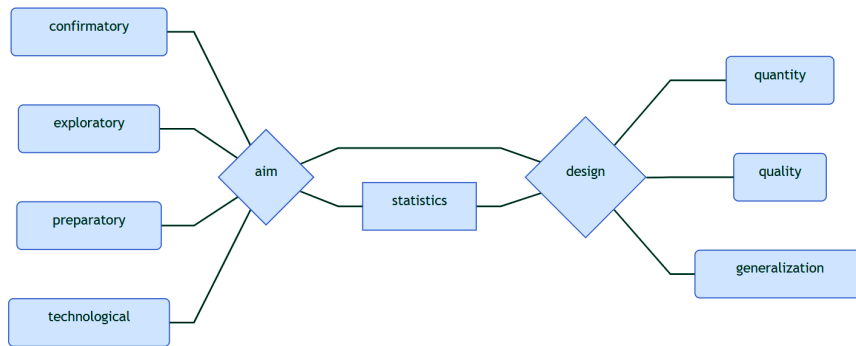 confirmatory
exploratory
preparatory
technological
aim
statistics
design
quantity
quality
generalization